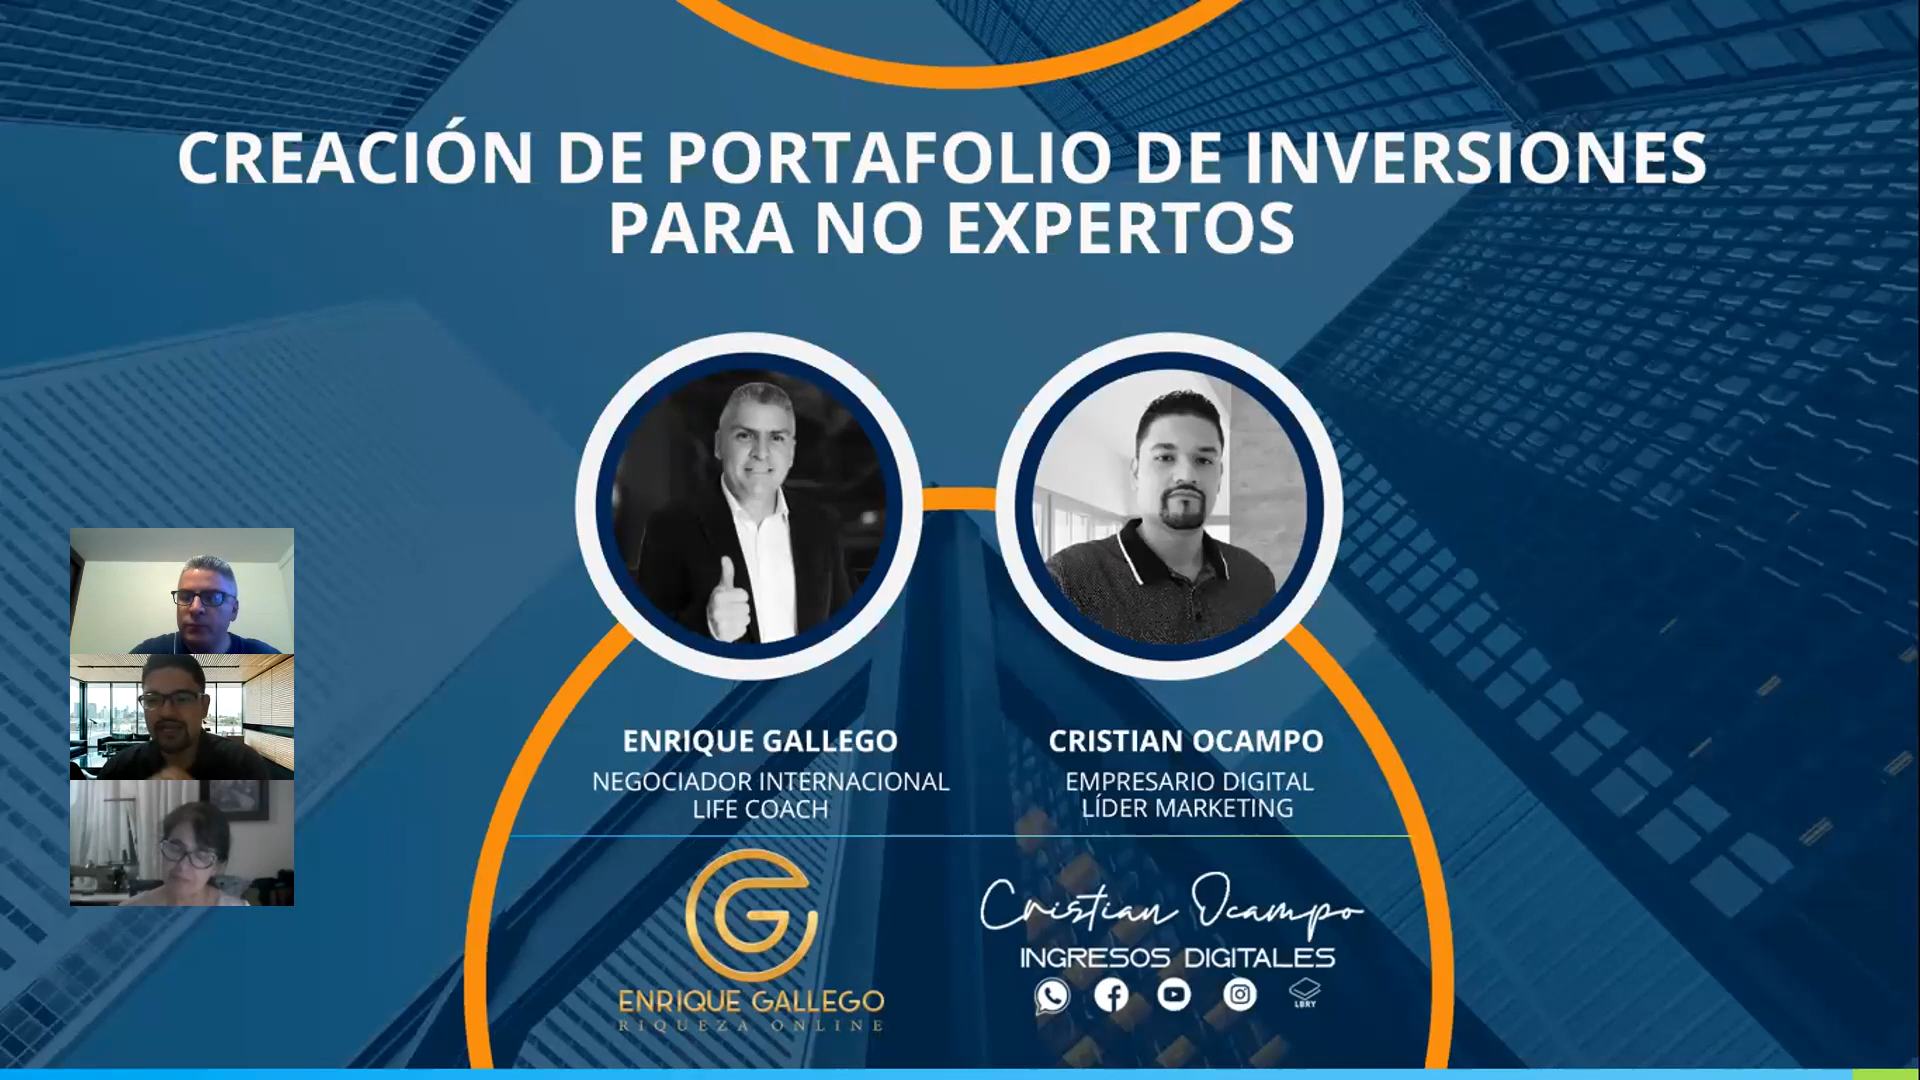 CREACIÓN DE PORTAFOLIO DE INVERSIONES
PARA NO EXPERTOS
ENRIQUE GALLEGO
NEGOCIADOR INTERNACIONAL
LIFE COACH
CRISTIAN OCAMPO
EMPRESARIO DIGITAL
LÍDER MARKETING
ENRIQUE GALLEGO
RIQUEZA ONLINE
Cristian Ocampo
INGRESOS DIGITALES
LBRY